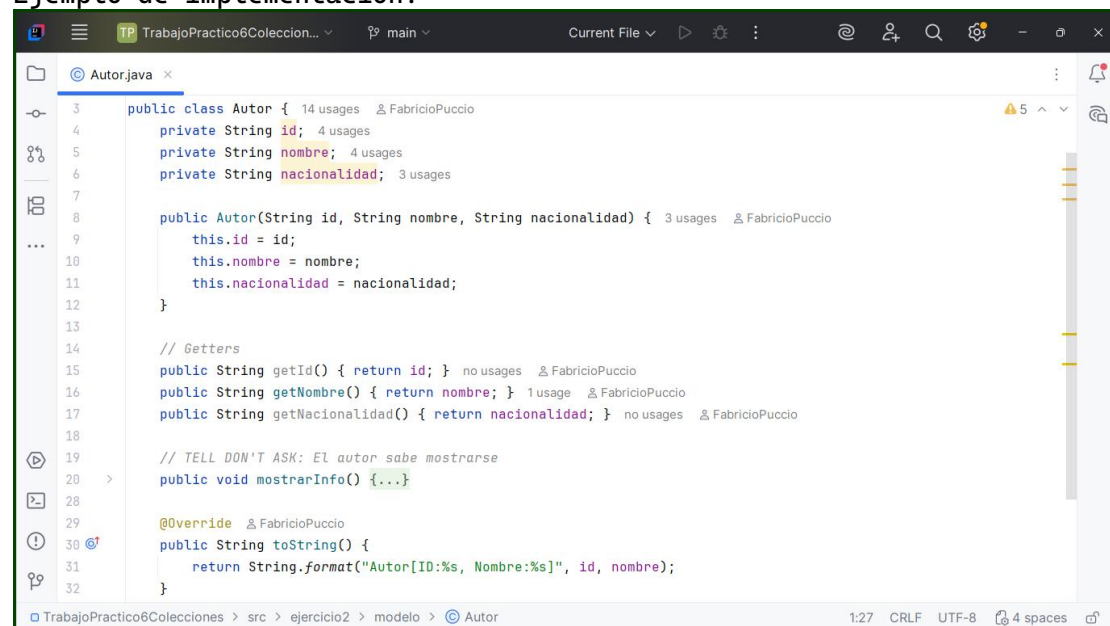 Ejemplo de implementación:
TP TrabajoPractico6Coleccion... main Current File
Autor.java
3 public class Autor { 14 usages FabricioPuccio 5
4 private String id; 4 usages
5 private String nombre; 4 usages
6 private String nacionalidad; 3 usages
7
8 public Autor(String id, String nombre, String nacionalidad) { 3 usages FabricioPuccio
9 this.id = id;
10 this.nombre = nombre;
11 this.nacionalidad = nacionalidad;
12 }
13
14 // Getters
15 public String getId() { return id; } no usages FabricioPuccio
16 public String getNombre() { return nombre; } 1 usage FabricioPuccio
17 public String getNacionalidad() { return nacionalidad; } no usages FabricioPuccio
18
19 // TELL DON'T ASK: El autor sabe mostrarse
20 public void mostrarInfo() {...}
28
29 @Override FabricioPuccio
30 public String toString() {
31 return String.format("Autor[ID:%s, Nombre:%s]", id, nombre);
32 }
TrabajoPractico6Colecciones > src > ejercicio2 > modelo > Autor 1:27 CRLF UTF-8 4 spaces